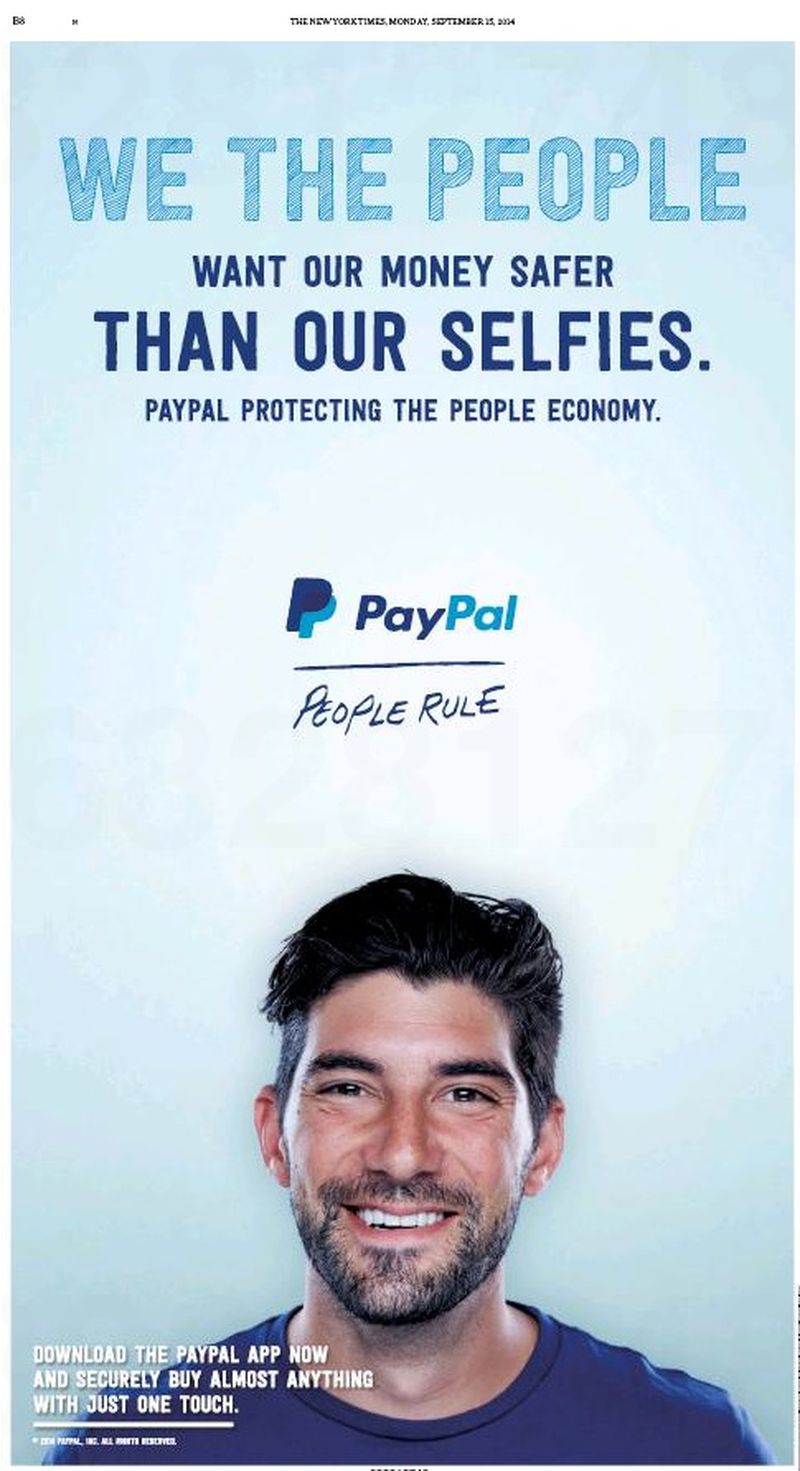 B8
M
THE NEW YORK TIMES, MONDAY, SEPTEMBER 15, 2014
WE THE PEOPLE
WANT OUR MONEY SAFER
THAN OUR SELFIES.
PAYPAL PROTECTING THE PEOPLE ECONOMY.
PayPal
PEOPLE RULE
6828127
DOWNLOAD THE PAYPAL APP NOW
AND SECURELY BUY ALMOST ANYTHING
WITH JUST ONE TOUCH.
© 2014 PAYPAL, INC. ALL RIGHTS RESERVED.